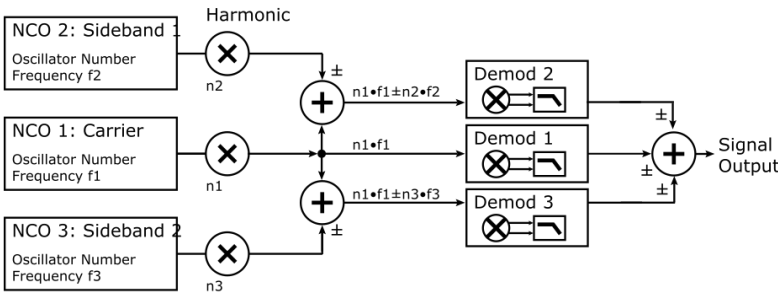 Harmonic
NCO 2: Sideband 1
Oscillator Number
Frequency f2
n2
±
n1•f1±n2•f2
Demod 2
±
NCO 1: Carrier
Oscillator Number
Frequency f1
n1
n1•f1
Demod 1
±
Signal
Output
NCO 3: Sideband 2
Oscillator Number
Frequency f3
n3
±
n1•f1±n3•f3
Demod 3
±